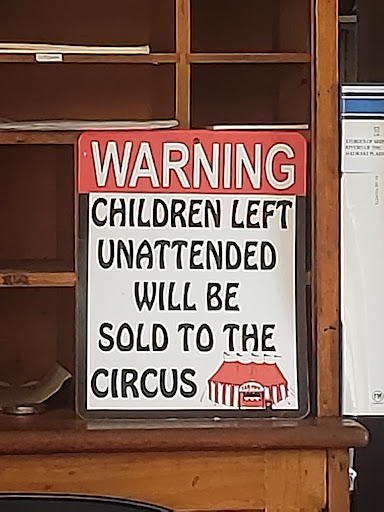 WARNING
CHILDREN LEFT
UNATTENDED
WILL BE
SOLD TO THE
CIRCUS